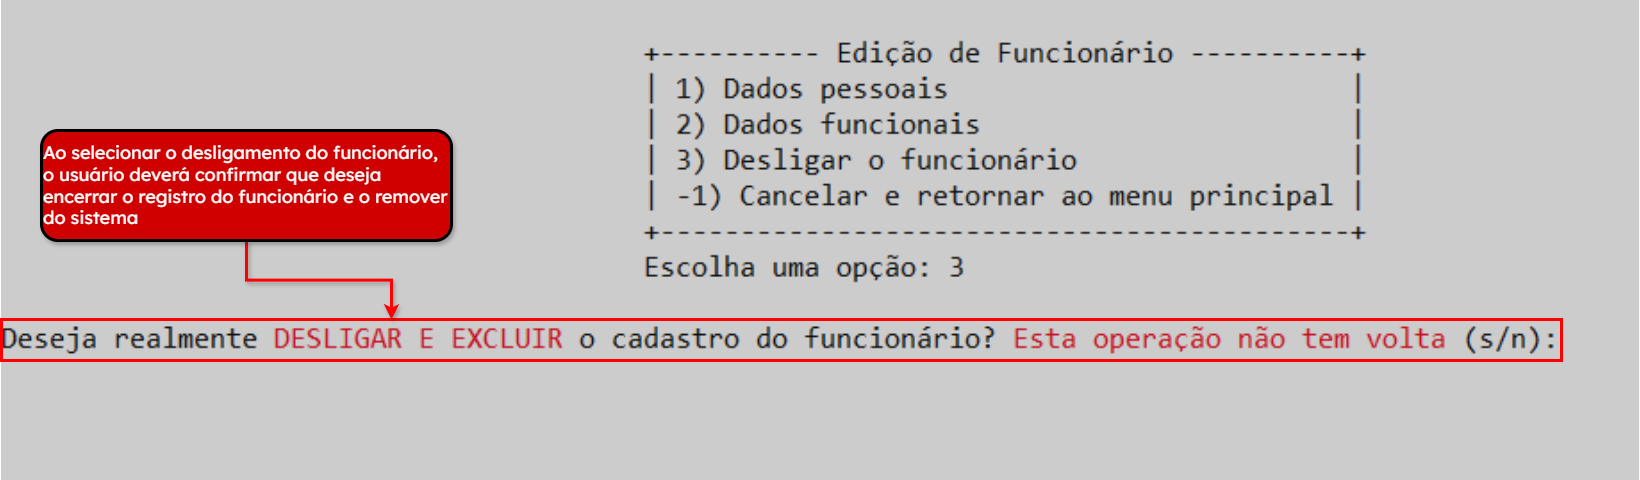 +---------- Edição de Funcionário ----------+
| 1) Dados pessoais |
| 2) Dados funcionais |
| 3) Desligar o funcionário |
| -1) Cancelar e retornar ao menu principal |
+-------------------------------------------+
Escolha uma opção: 3
Ao selecionar o desligamento do funcionário,
o usuário deverá confirmar que deseja
encerrar o registro do funcionário e o remover
do sistema
Deseja realmente DESLIGAR E EXCLUIR o cadastro do funcionário? Esta operação não tem volta (s/n):